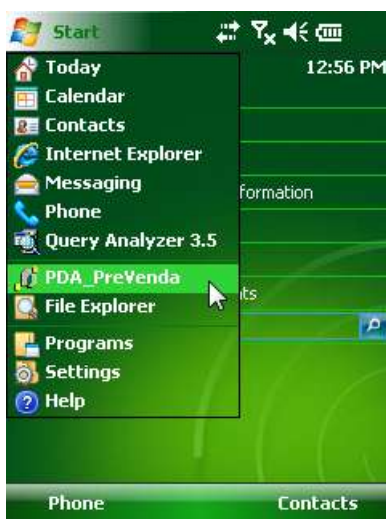 Start
Today
12:56 PM
Calendar
Contacts
Internet Explorer
Messaging
formation
Phone
Query Analyzer 3.5
PDA_PreVenda
ts
File Explorer
Programs
Settings
Help
Phone
Contacts